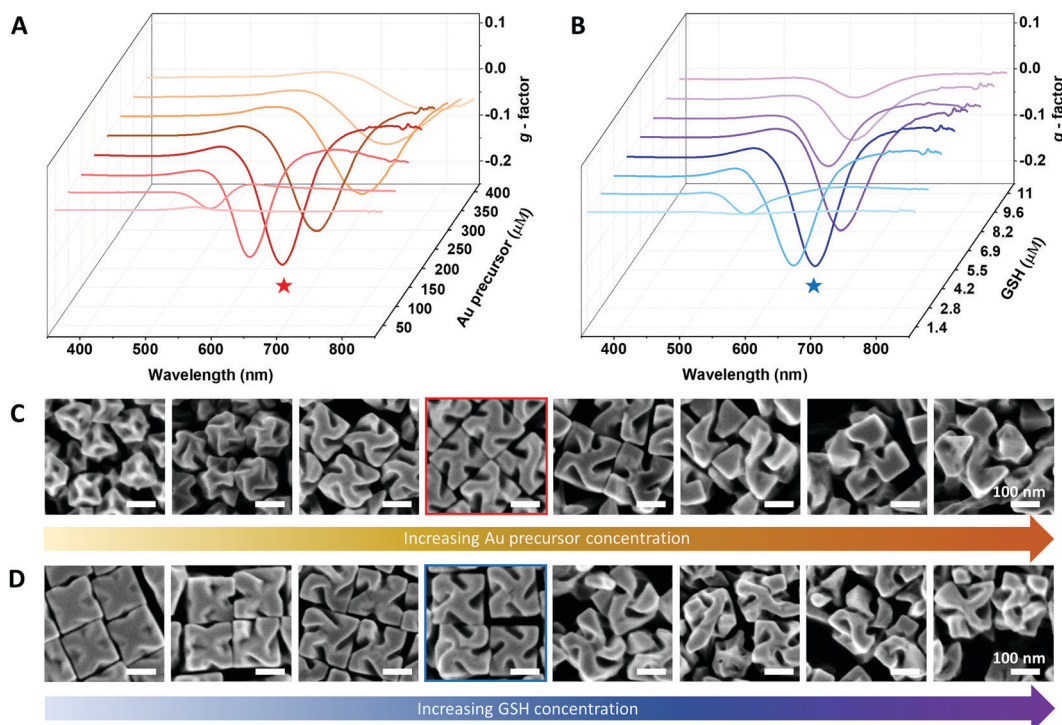 A
0.1
0.0
-0.1
-0.2
g - factor
400
350
300
250
200
150
100
50
Au precursor (μM)
400 500 600 700 800
Wavelength (nm)
B
0.1
0.0
-0.1
-0.2
g - factor
11
9.6
8.2
6.9
5.5
4.2
2.8
1.4
GSH (μM)
400 500 600 700 800
Wavelength (nm)
C
100 nm
Increasing Au precursor concentration
D
100 nm
Increasing GSH concentration